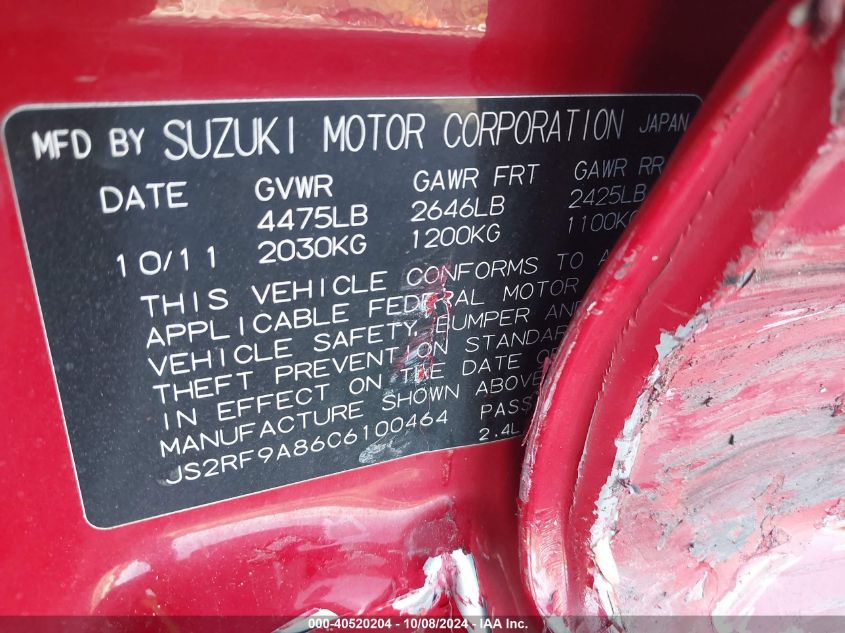 MFD BY SUZUKI MOTOR CORPORATION JAPAN
DATE GVWR GAWR FRT GAWR RR
4475LB 2646LB 2425LB
10/11 2030KG 1200KG 1100KG
THIS VEHICLE CONFORMS TO
APPLICABLE FEDERAL MOTOR
VEHICLE SAFETY, BUMPER AND
THEFT PREVENTION STANDAR
IN EFFECT ON THE DATE OF
MANUFACTURE SHOWN ABOVE
JS2RF9A86C6100464 PASS
2.4L
000-40520204 - 10/08/2024 - IAA Inc.